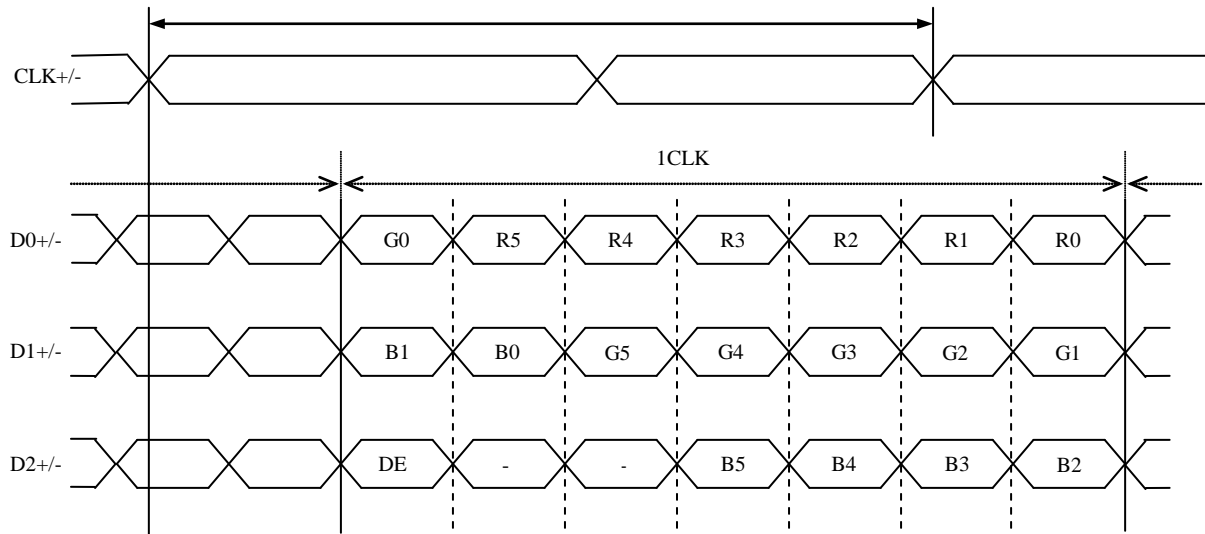 CLK+/-
1CLK
D0+/- G0 R5 R4 R3 R2 R1 R0
D1+/- B1 B0 G5 G4 G3 G2 G1
D2+/- DE - - B5 B4 B3 B2